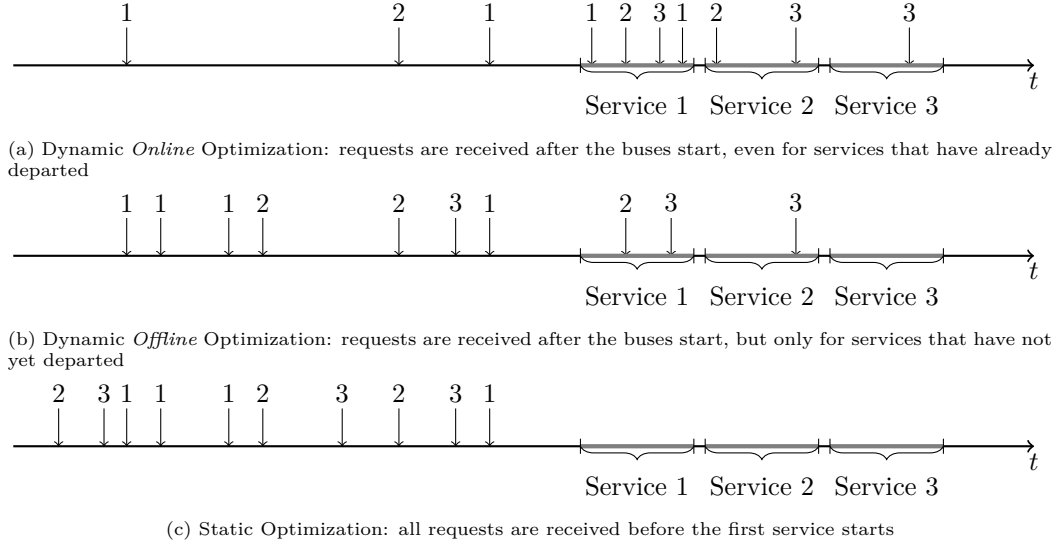 1 2 1 1 2 3 1 2 3 3
t
Service 1 Service 2 Service 3
(a) Dynamic Online Optimization: requests are received after the buses start, even for services that have already
departed
1 1 1 2 2 3 1 2 3 3
t
Service 1 Service 2 Service 3
(b) Dynamic Offline Optimization: requests are received after the buses start, but only for services that have not
yet departed
2 3 1 1 1 2 3 2 3 1
t
Service 1 Service 2 Service 3
(c) Static Optimization: all requests are received before the first service starts